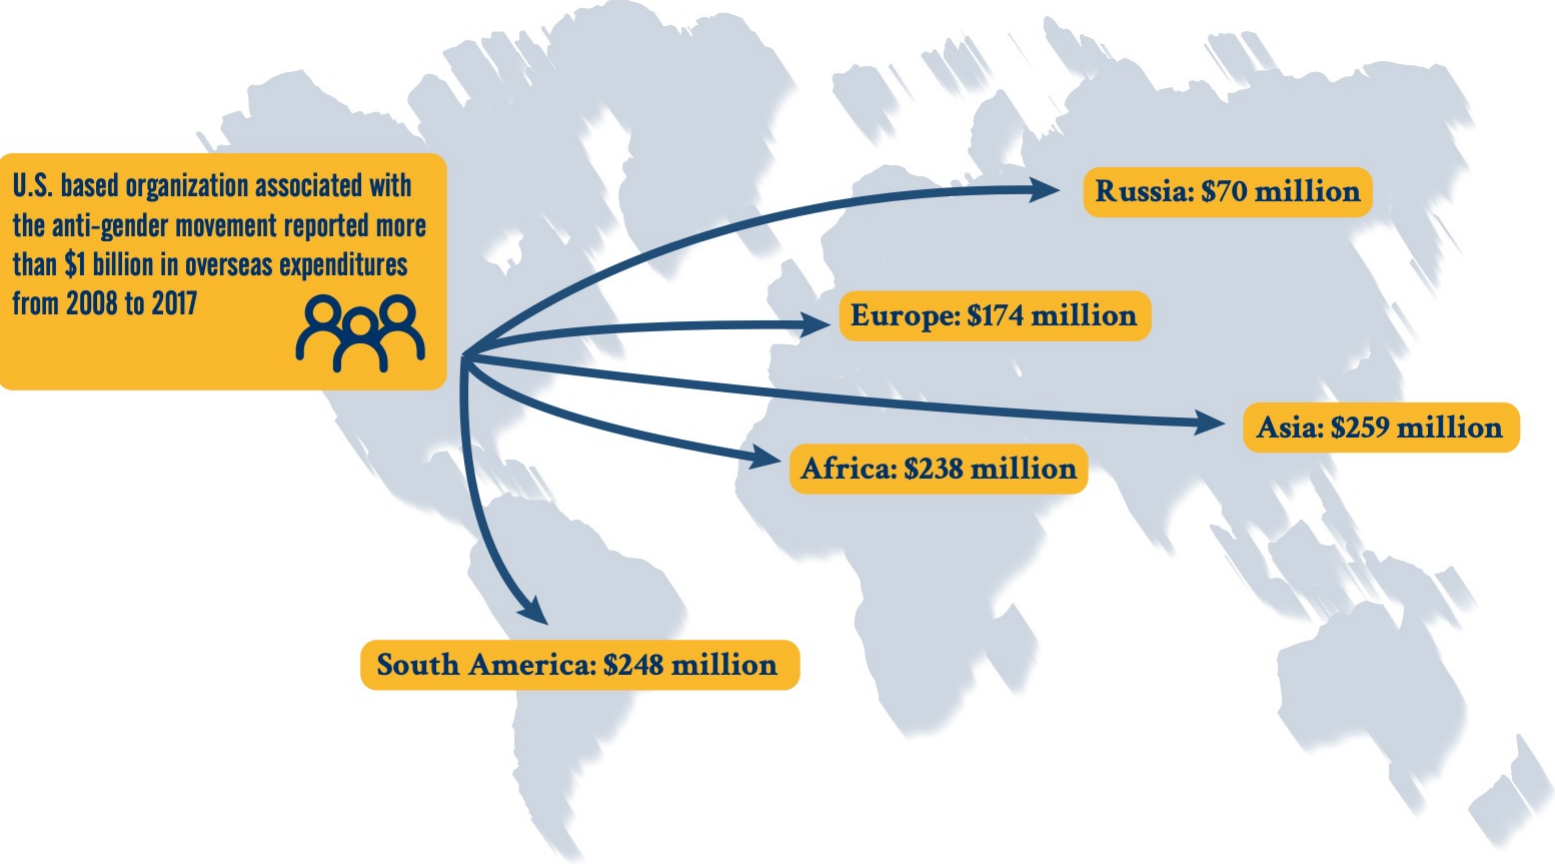 U.S. based organization associated with
the anti-gender movement reported more
than $1 billion in overseas expenditures
from 2008 to 2017
Russia: $70 million
Europe: $174 million
Asia: $259 million
Africa: $238 million
South America: $248 million